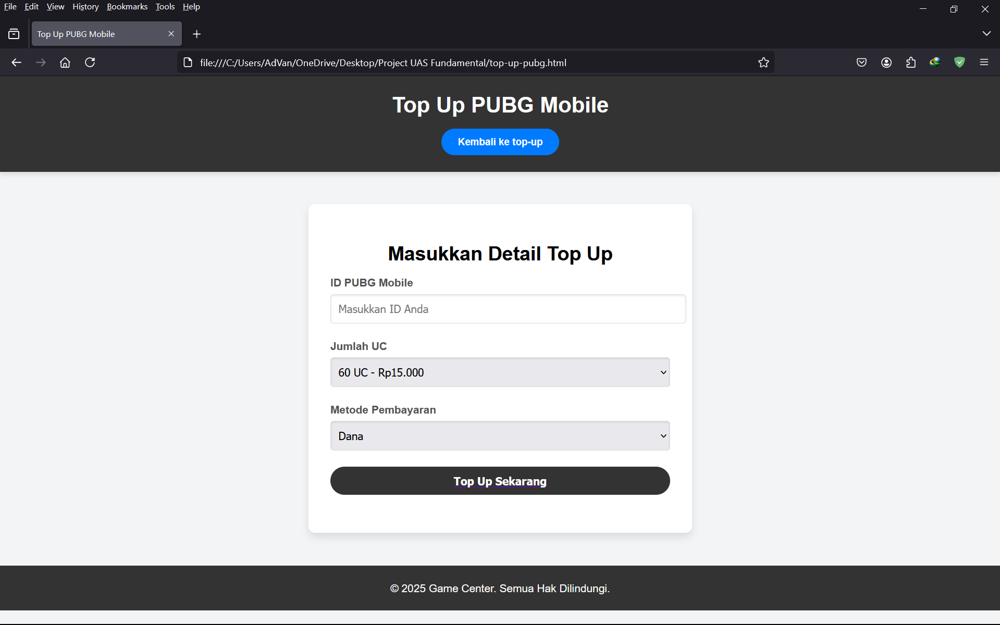 File Edit View History Bookmarks Tools Help
Top Up PUBG Mobile
file:///C:/Users/AdVan/OneDrive/Desktop/Project UAS Fundamental/top-up-pubg.html
Top Up PUBG Mobile
Kembali ke top-up
Masukkan Detail Top Up
ID PUBG Mobile
Masukkan ID Anda
Jumlah UC
60 UC - Rp15.000
Metode Pembayaran
Dana
Top Up Sekarang
© 2025 Game Center. Semua Hak Dilindungi.